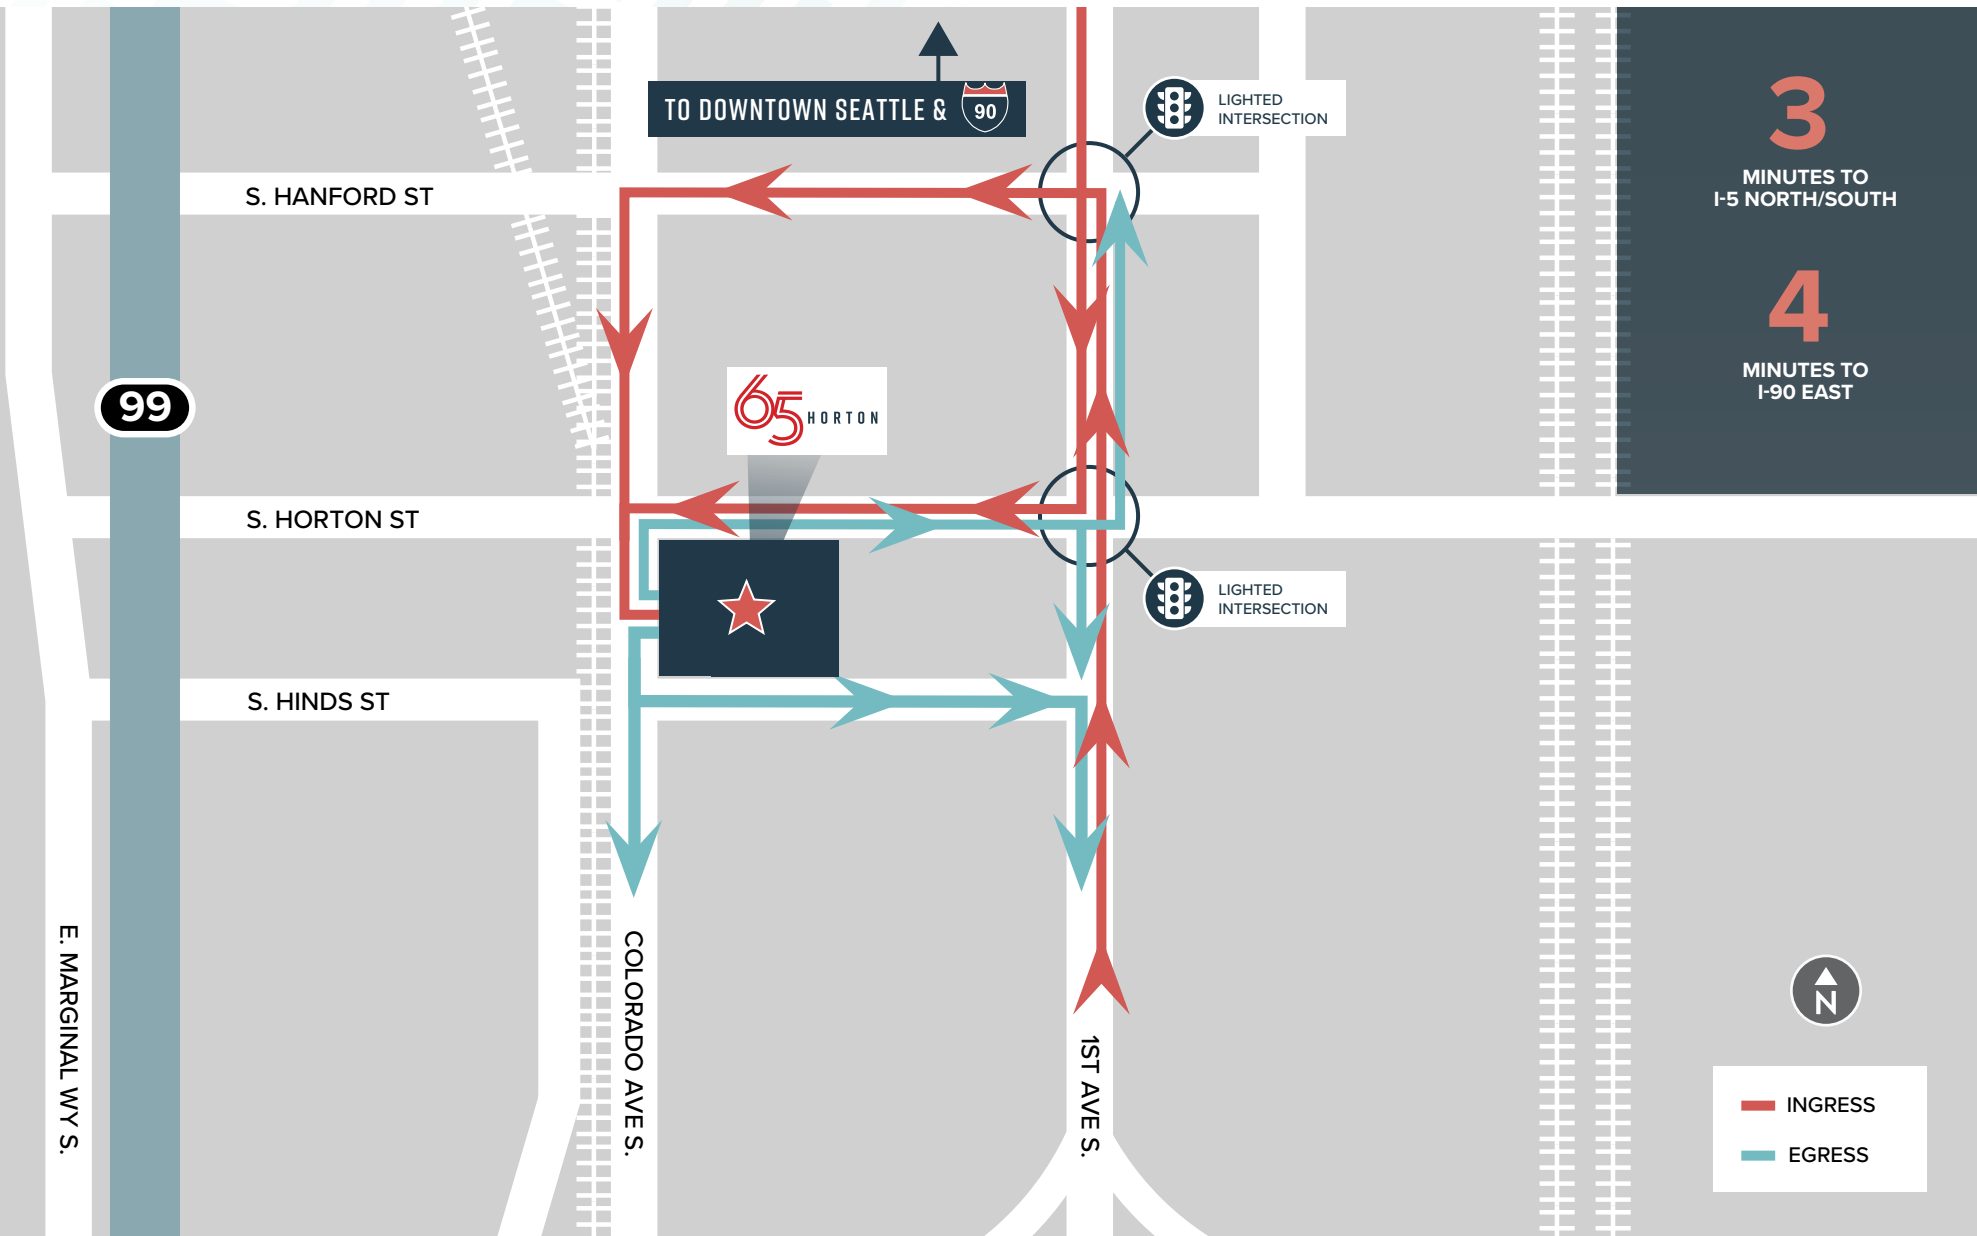 TO DOWNTOWN SEATTLE & 90
LIGHTED
INTERSECTION
3
MINUTES TO
I-5 NORTH/SOUTH
4
MINUTES TO
I-90 EAST
S. HANFORD ST
99
65 HORTON
S. HORTON ST
LIGHTED
INTERSECTION
S. HINDS ST
E. MARGINAL WY S.
COLORADO AVE S.
1ST AVE S.
N
INGRESS
EGRESS